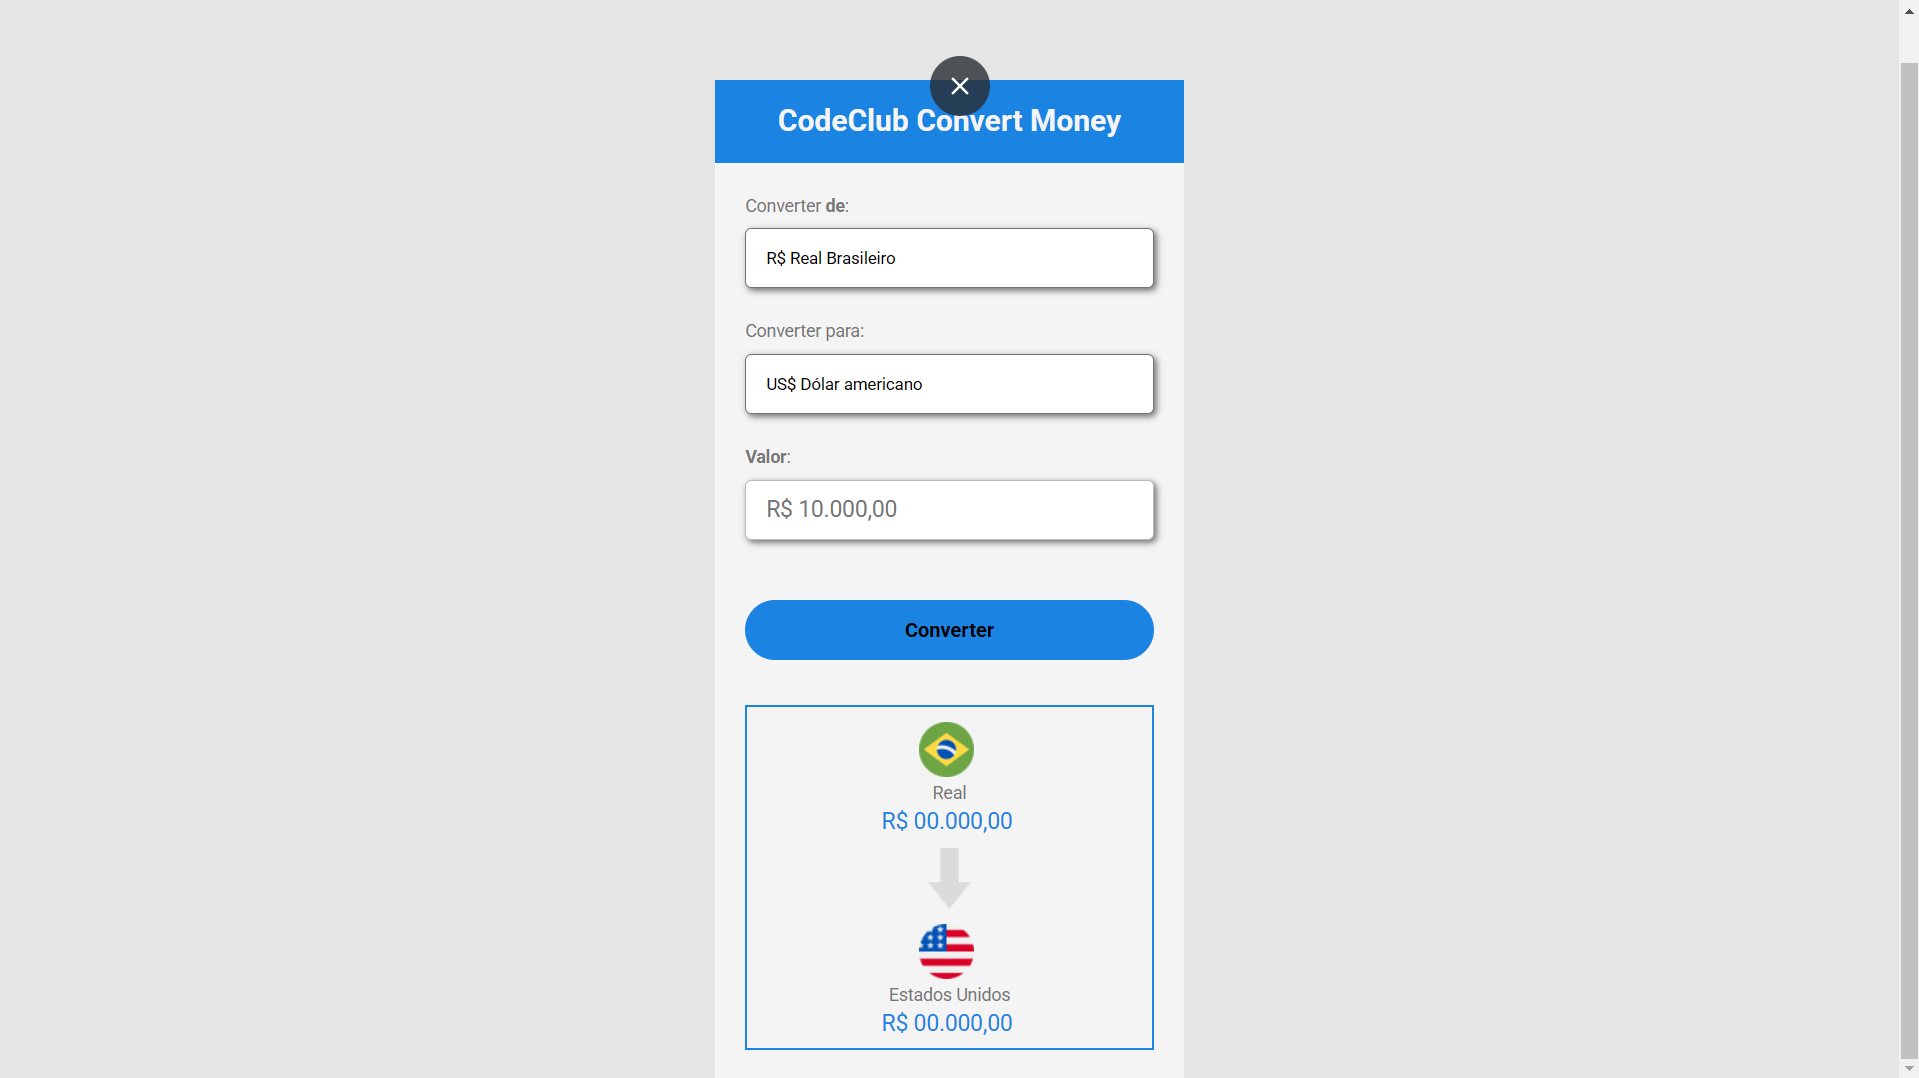 CodeClub Convert Money
Converter de:
R$ Real Brasileiro
Converter para:
US$ Dólar americano
Valor:
R$ 10.000,00
Converter
Real
R$ 00.000,00
Estados Unidos
R$ 00.000,00